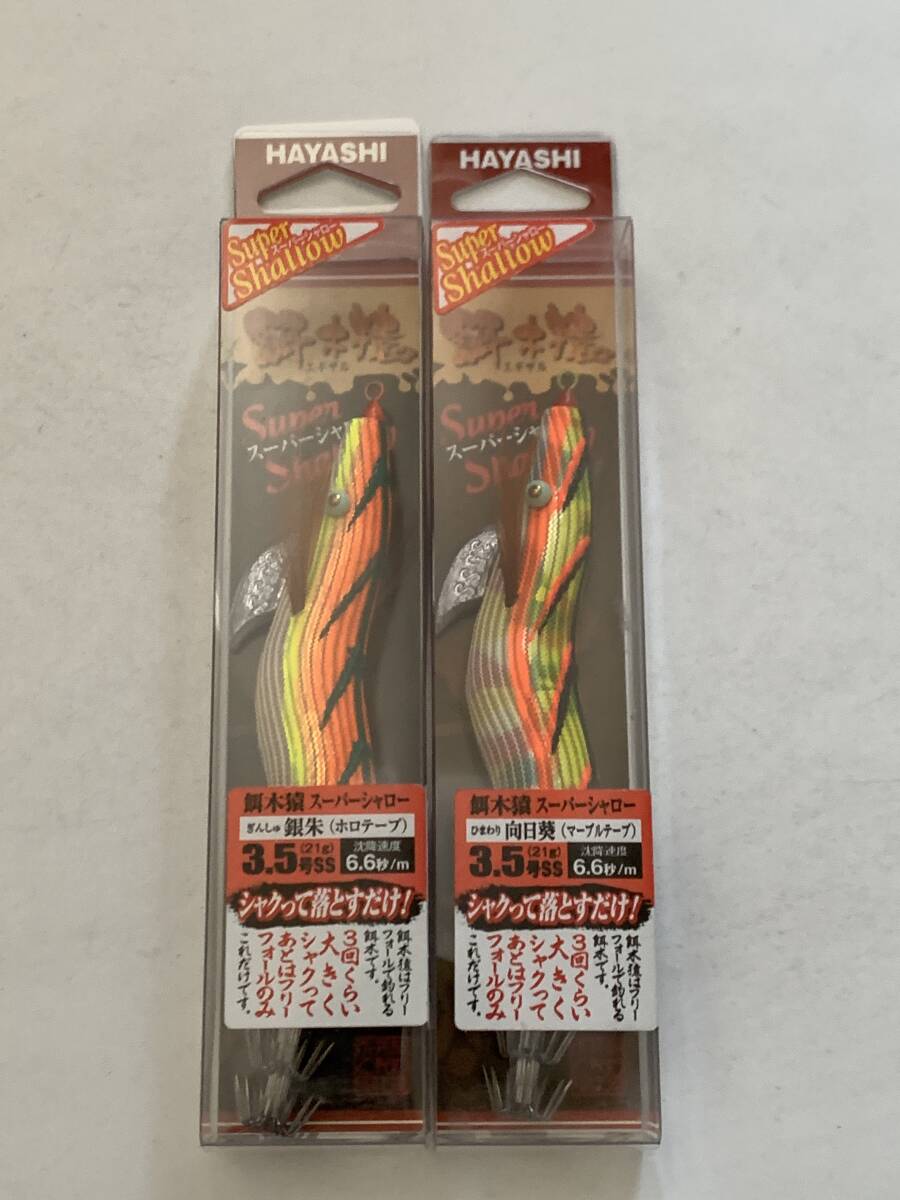 HAYASHI
Super
スーパーシャロー
Shallow
餌木猿
エギザル
Super
スーパーシャ
Sha
餌木猿 スーパーシャロー
ぎんしゅ 銀朱 (ホロテープ)
3.5号SS (21g) 沈降速度 6.6秒/m
シャクって落とすだけ!
餌木猿はフリー
フォールで釣れる
餌木です。
3回くらい
大きく
シャクって
あとはフリー
フォールのみ
これだけです。
HAYASHI
Super
スーパーシャロー
Shallow
餌木猿
エギザル
Super
スーパーシャ
Sha
餌木猿 スーパーシャロー
ひまわり 向日葵 (マーブルテープ)
3.5号SS (21g) 沈降速度 6.6秒/m
シャクって落とすだけ!
餌木猿はフリー
フォールで釣れる
餌木です。
3回くらい
大きく
シャクって
あとはフリー
フォールのみ
これだけです。